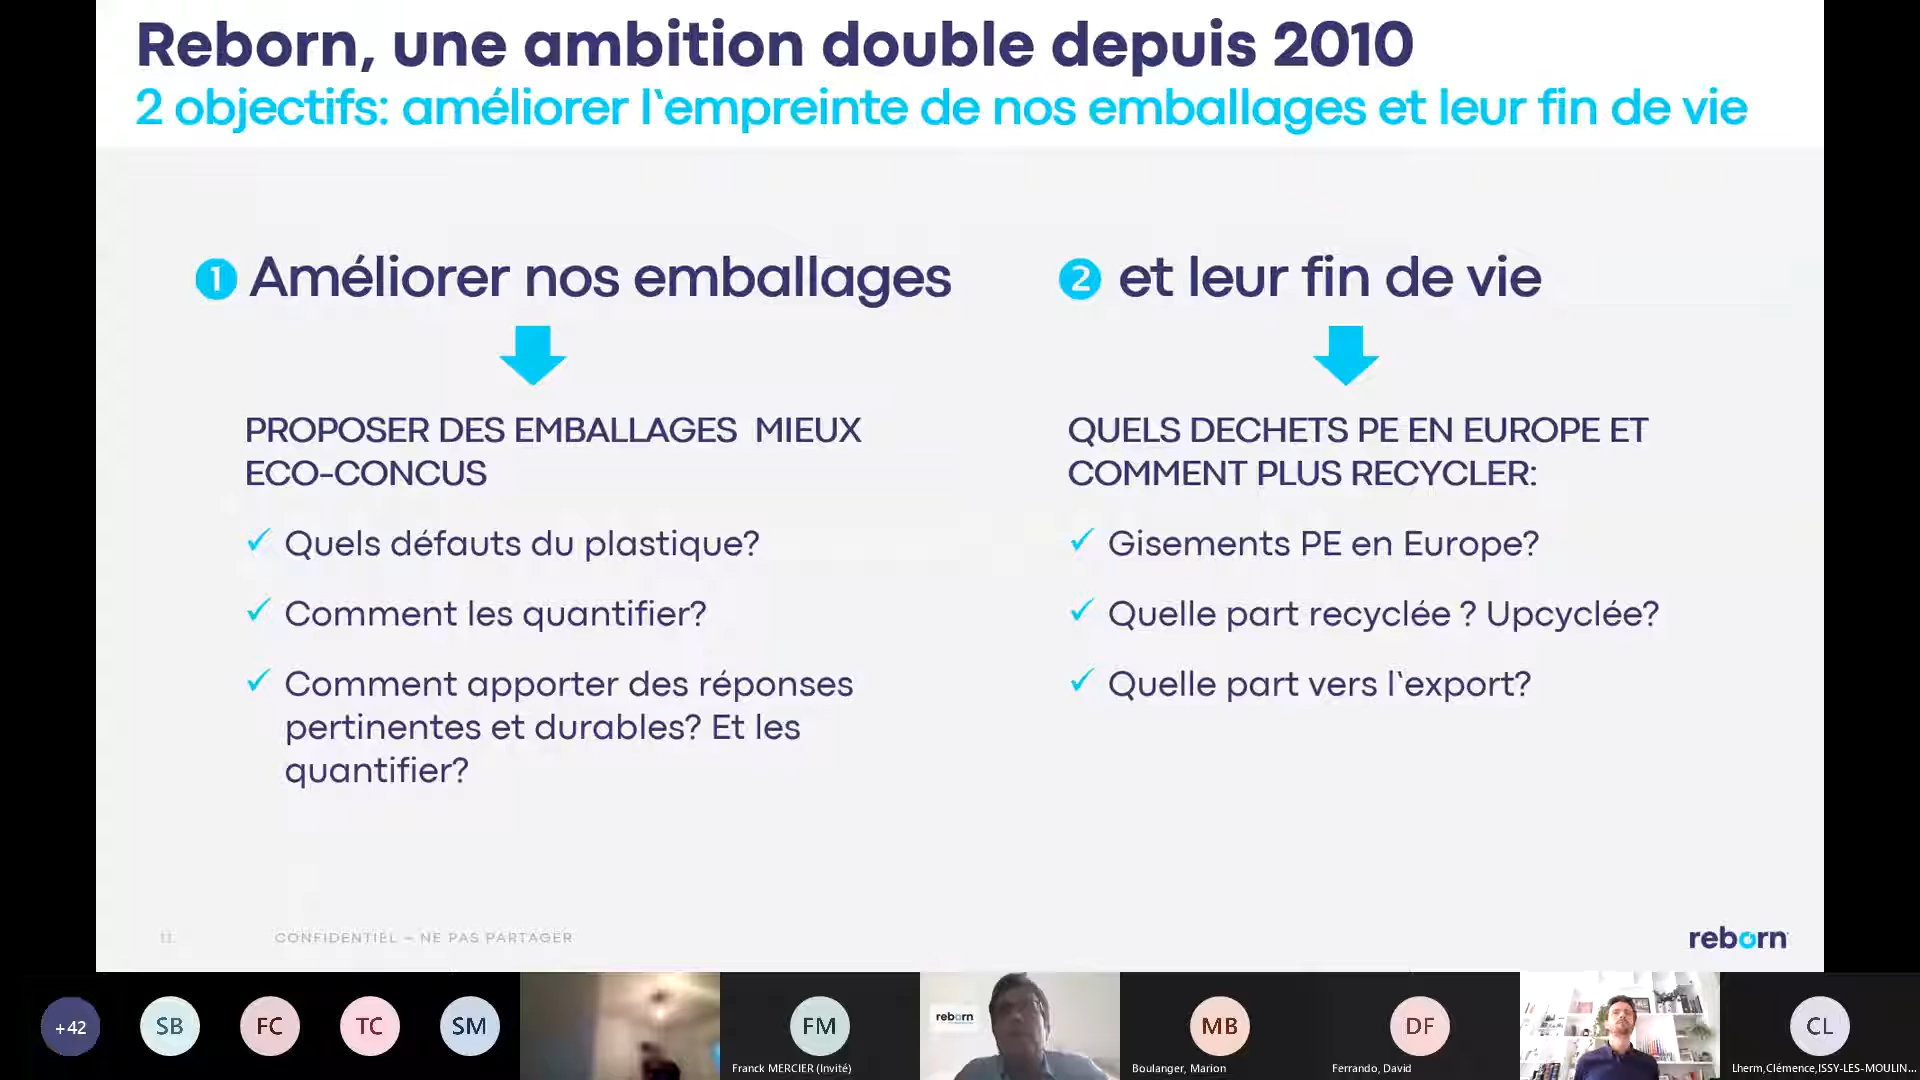 Reborn, une ambition double depuis 2010
2 objectifs: améliorer l‛empreinte de nos emballages et leur fin de vie
1 Améliorer nos emballages
PROPOSER DES EMBALLAGES MIEUX
ECO-CONCUS
✓ Quels défauts du plastique?
✓ Comment les quantifier?
✓ Comment apporter des réponses
pertinentes et durables? Et les
quantifier?
2 et leur fin de vie
QUELS DECHETS PE EN EUROPE ET
COMMENT PLUS RECYCLER:
✓ Gisements PE en Europe?
✓ Quelle part recyclée ? Upcyclée?
✓ Quelle part vers l‛export?
11
CONFIDENTIEL – NE PAS PARTAGER
reborn
+42
SB
FC
TC
SM
FM
Franck MERCIER (Invité)
reborn
MB
Boulanger, Marion
DF
Ferrando, David
CL
Lherm,Clémence,ISSY-LES-MOULIN...